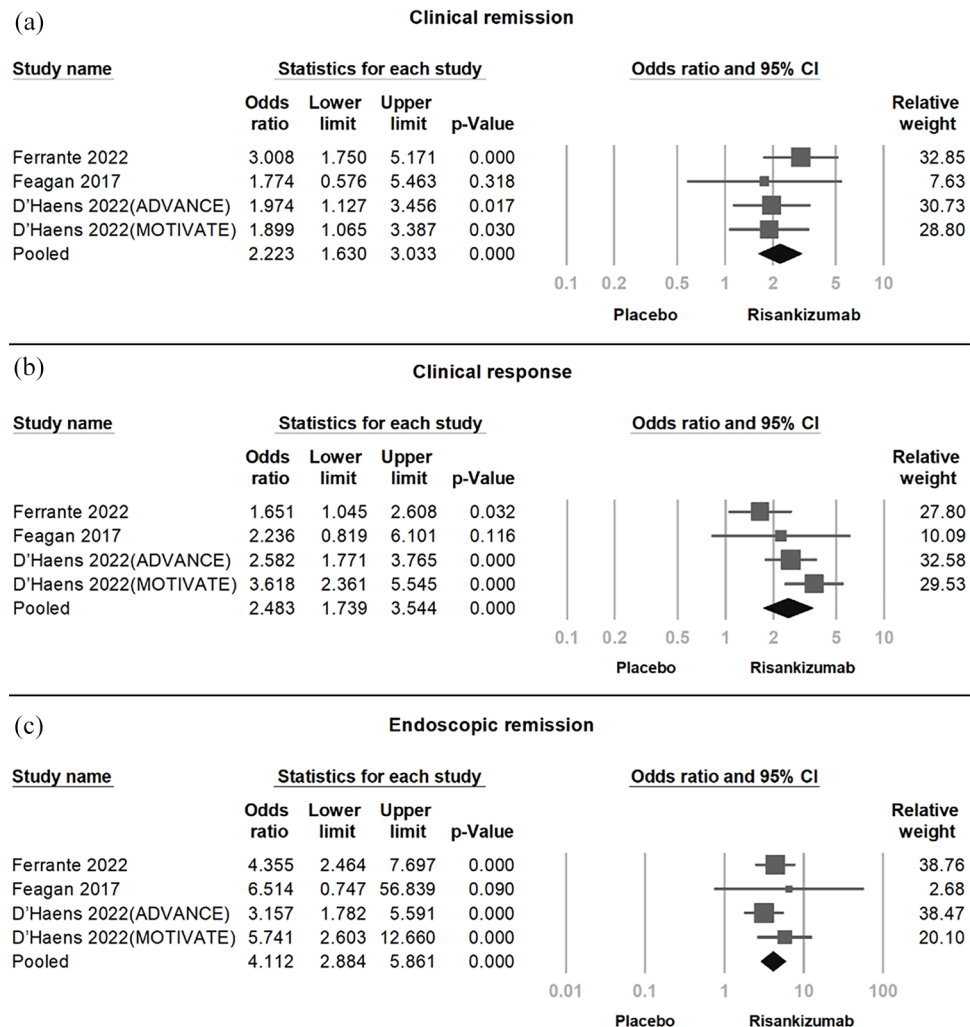 (a)
Clinical remission
Study name Statistics for each study Odds ratio and 95% CI
Odds ratio Lower limit Upper limit p-Value Relative weight
Ferrante 2022 3.008 1.750 5.171 0.000 32.85
Feagan 2017 1.774 0.576 5.463 0.318 7.63
D'Haens 2022(ADVANCE) 1.974 1.127 3.456 0.017 30.73
D'Haens 2022(MOTIVATE) 1.899 1.065 3.387 0.030 28.80
Pooled 2.223 1.630 3.033 0.000
0.1 0.2 0.5 1 2 5 10
Placebo Risankizumab
(b)
Clinical response
Study name Statistics for each study Odds ratio and 95% CI
Odds ratio Lower limit Upper limit p-Value Relative weight
Ferrante 2022 1.651 1.045 2.608 0.032 27.80
Feagan 2017 2.236 0.819 6.101 0.116 10.09
D'Haens 2022(ADVANCE) 2.582 1.771 3.765 0.000 32.58
D'Haens 2022(MOTIVATE) 3.618 2.361 5.545 0.000 29.53
Pooled 2.483 1.739 3.544 0.000
0.1 0.2 0.5 1 2 5 10
Placebo Risankizumab
(c)
Endoscopic remission
Study name Statistics for each study Odds ratio and 95% CI
Odds ratio Lower limit Upper limit p-Value Relative weight
Ferrante 2022 4.355 2.464 7.697 0.000 38.76
Feagan 2017 6.514 0.747 56.839 0.090 2.68
D'Haens 2022(ADVANCE) 3.157 1.782 5.591 0.000 38.47
D'Haens 2022(MOTIVATE) 5.741 2.603 12.660 0.000 20.10
Pooled 4.112 2.884 5.861 0.000
0.01 0.1 1 10 100
Placebo Risankizumab